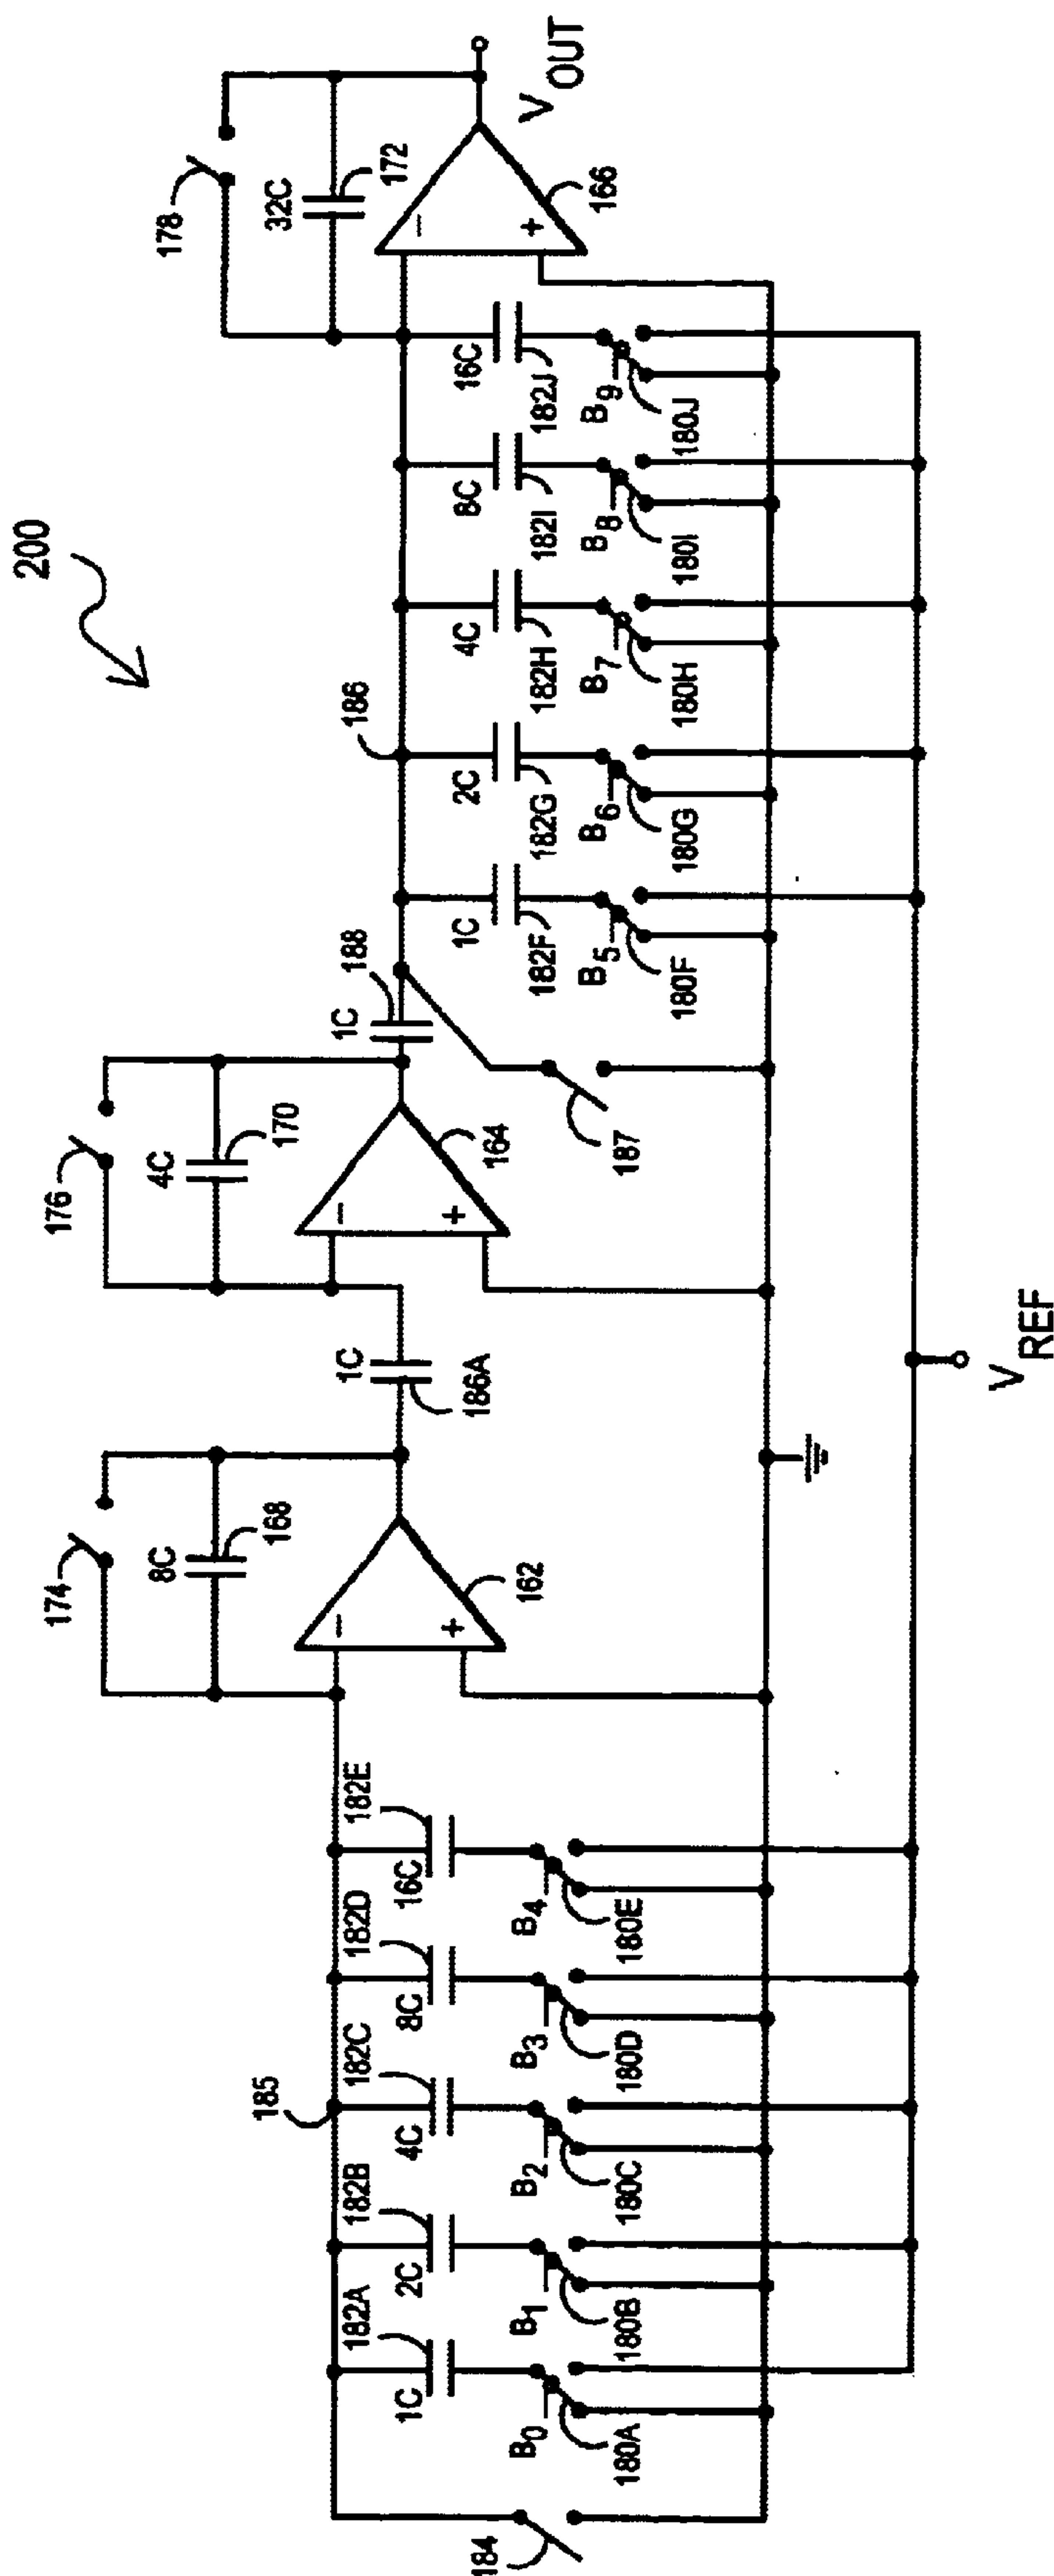 200
178
32C
172
V OUT
166
16C
182J
B9
180J
8C
182I
B8
180I
4C
182H
B7
180H
186
2C
182G
B6
180G
1C
182F
B5
180F
188
1C
187
176
4C
170
164
1C
186A
174
8C
168
162
V REF
182E
16C
B4
180E
182D
8C
B3
180D
182C
4C
B2
180C
185
182B
2C
B1
180B
182A
1C
B0
180A
184
-
+
-
+
-
+